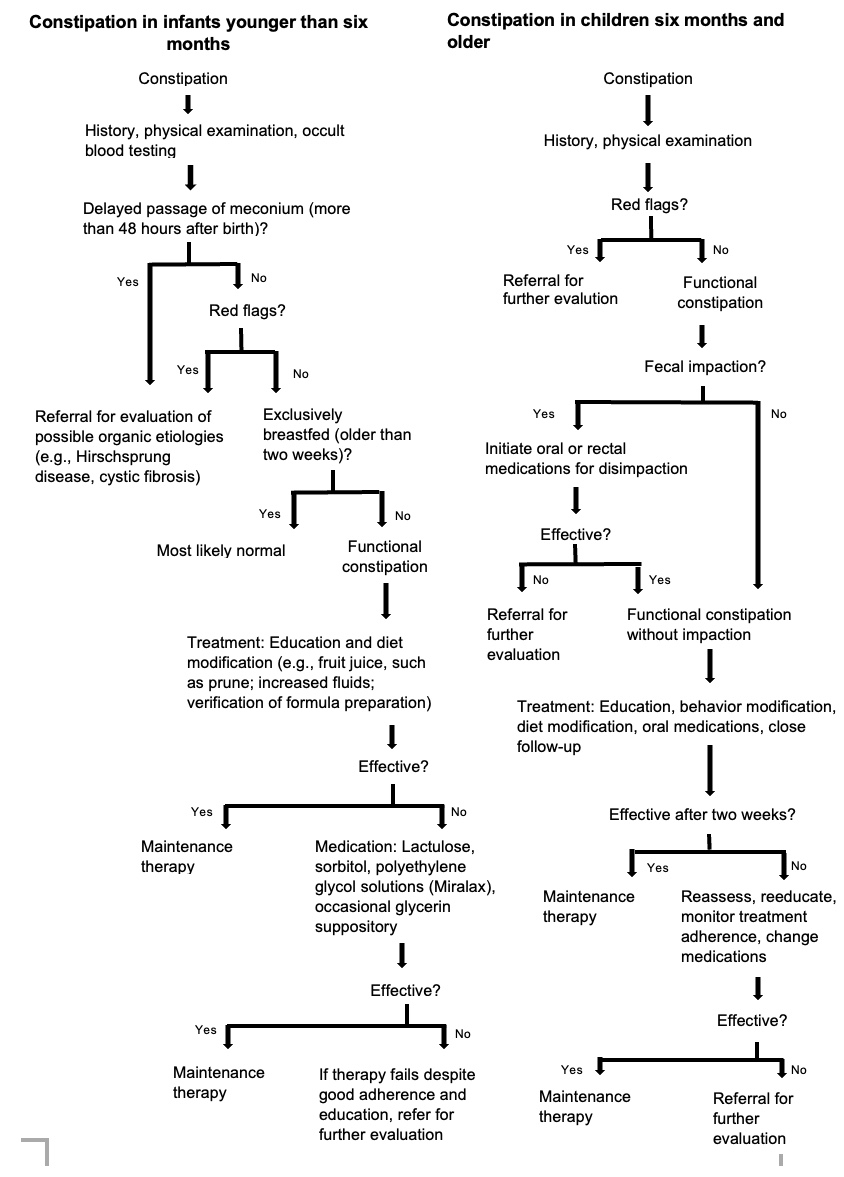 Constipation in infants younger than six
months
Constipation
History, physical examination, occult
blood testing
Delayed passage of meconium (more
than 48 hours after birth)?
Yes
No
Red flags?
Yes
No
Referral for evaluation of
possible organic etiologies
(e.g., Hirschsprung
disease, cystic fibrosis)
Exclusively
breastfed (older than
two weeks)?
Yes
No
Most likely normal
Functional
constipation
Treatment: Education and diet
modification (e.g., fruit juice, such
as prune; increased fluids;
verification of formula preparation)
Effective?
Yes
No
Maintenance
therapy
Medication: Lactulose,
sorbitol, polyethylene
glycol solutions (Miralax),
occasional glycerin
suppository
Effective?
Yes
No
Maintenance
therapy
If therapy fails despite
good adherence and
education, refer for
further evaluation
Constipation in children six months and
older
Constipation
History, physical examination
Red flags?
Yes
No
Referral for
further evalution
Functional
constipation
Fecal impaction?
Yes
No
Initiate oral or rectal
medications for disimpaction
Effective?
No
Yes
Referral for
further
evaluation
Functional constipation
without impaction
Treatment: Education, behavior modification,
diet modification, oral medications, close
follow-up
Effective after two weeks?
Yes
No
Maintenance
therapy
Reassess, reeducate,
monitor treatment
adherence, change
medications
Effective?
Yes
No
Maintenance
therapy
Referral for
further
evaluation